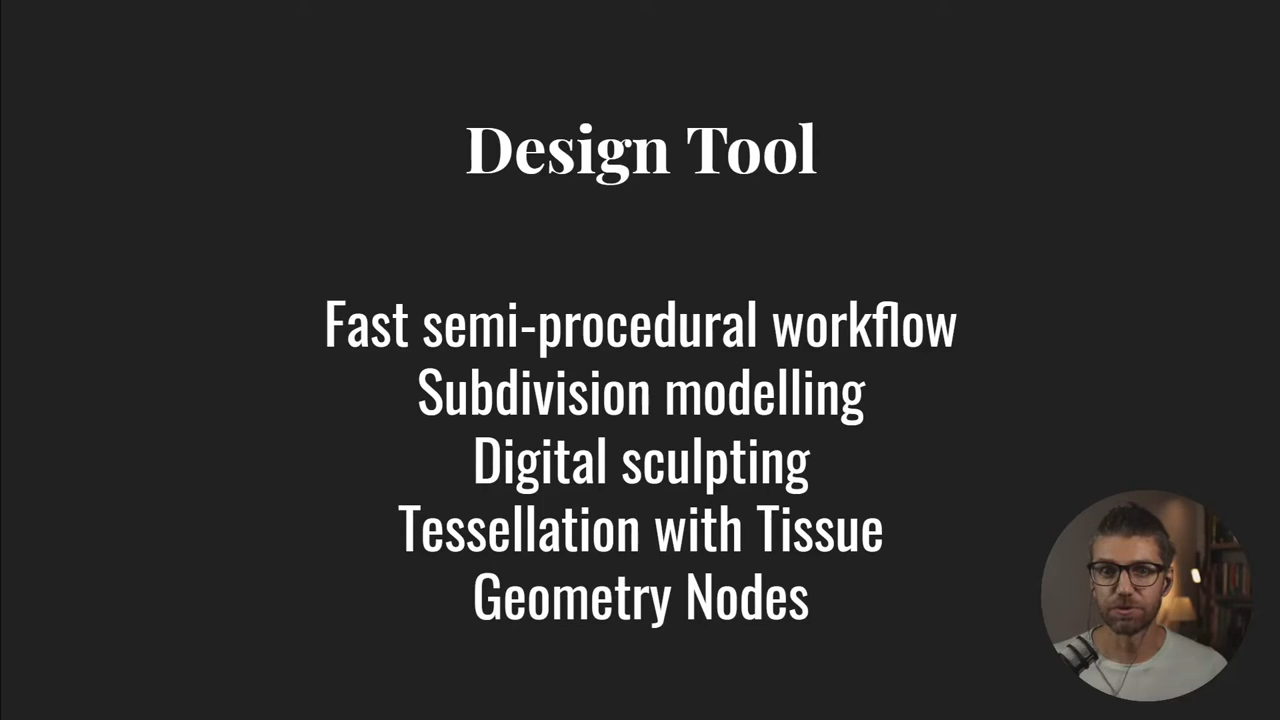 Design Tool
Fast semi-procedural workflow
Subdivision modelling
Digital sculpting
Tessellation with Tissue
Geometry Nodes